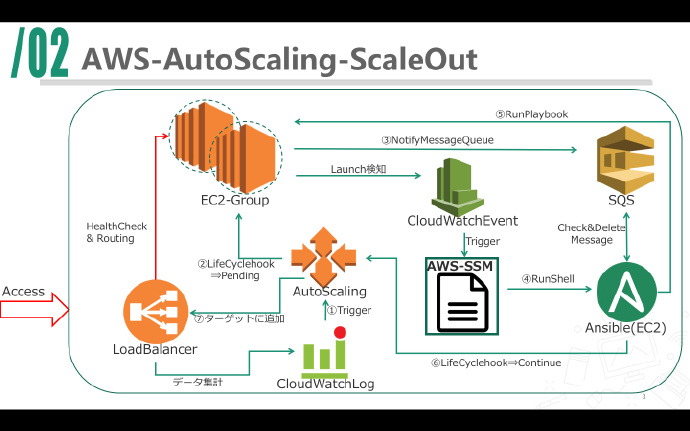 /02 AWS-AutoScaling-ScaleOut
⑤RunPlaybook
③NotifyMessageQueue
Launch検知
EC2-Group
SQS
CloudWatchEvent
HealthCheck
& Routing
Check&Delete
Message
Trigger
②LifeCyclehook
⇒Pending
AWS-SSM
④RunShell
Access
AutoScaling
①Trigger
⑦ターゲットに追加
Ansible(EC2)
LoadBalancer
⑥LifeCyclehook⇒Continue
データ集計
CloudWatchLog
1